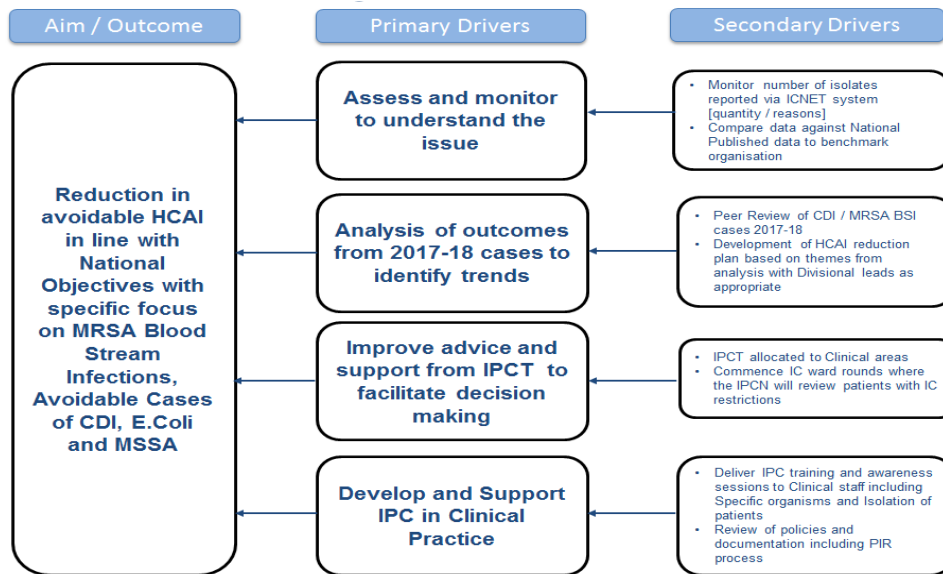 Aim / Outcome
Primary Drivers
Secondary Drivers
Reduction in
avoidable HCAI
in line with
National
Objectives with
specific focus
on MRSA Blood
Stream
Infections,
Avoidable Cases
of CDI, E.Coli
and MSSA
Assess and monitor
to understand the
issue
• Monitor number of isolates
reported via ICNET system
[quantity / reasons]
• Compare data against National
Published data to benchmark
organisation
Analysis of outcomes
from 2017-18 cases to
identify trends
• Peer Review of CDI / MRSA BSI
cases 2017-18
• Development of HCAI reduction
plan based on themes from
analysis with Divisional leads as
appropriate
Improve advice and
support from IPCT to
facilitate decision
making
• IPCT allocated to Clinical areas
• Commence IC ward rounds where
the IPCN will review patients with IC
restrictions
Develop and Support
IPC in Clinical
Practice
• Deliver IPC training and awareness
sessions to Clinical staff including
Specific organisms and Isolation of
patients
• Review of policies and
documentation including PIR
process